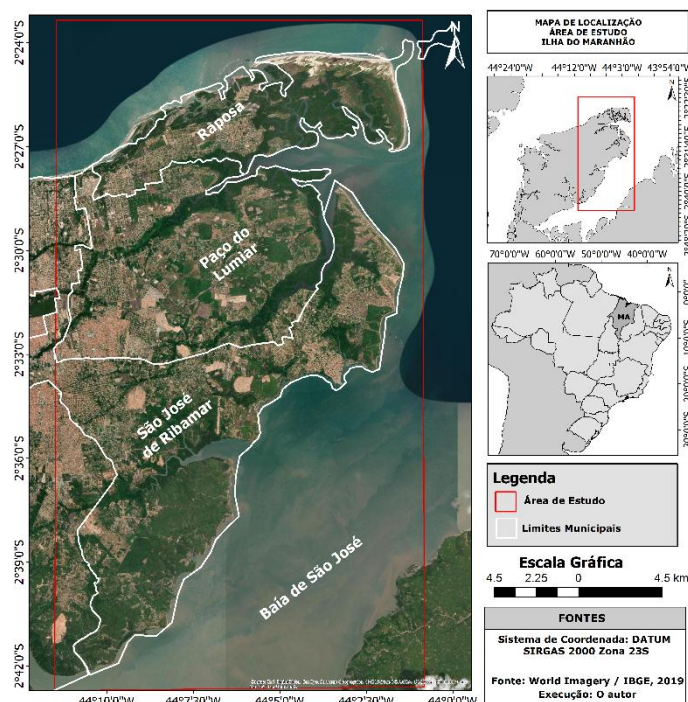 2°24'0"S
2°27'0"S
2°30'0"S
2°33'0"S
2°36'0"S
2°39'0"S
2°42'0"S
N
Raposa
Paço do
Lumiar
São José
de Ribamar
Baía de São José
44°10'0"W
44°5'0"W
44°2'30"W
44°0'0"W
MAPA DE LOCALIZAÇÃO
ÁREA DE ESTUDO
ILHA DO MARANHÃO
44°24'0"W
44°12'0"W
44°3'0"W
43°54'0"W
N
70°0'0"W
60°0'0"W
50°0'0"W
40°0'0"W
N
MA
Legenda
Área de Estudo
Limites Municipais
Escala Gráfica
4.5 2.25 0 4.5 km
FONTES
Sistema de Coordenada: DATUM
SIRGAS 2000 Zona 23S
Fonte: World Imagery / IBGE, 2019
Execução: O autor